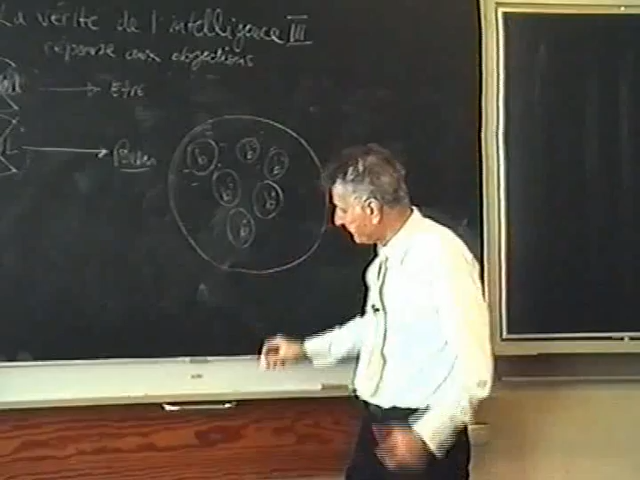 La vérité de l'intelligence III
réponse aux objections
Etre
b b b
b b
b